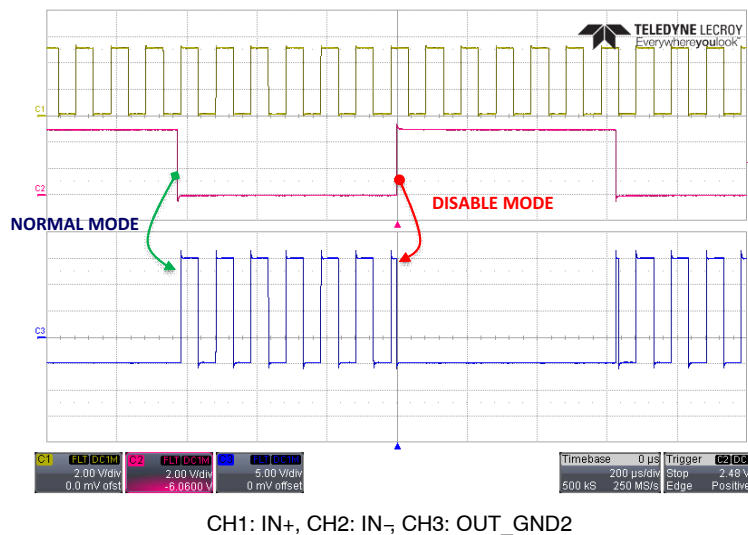 TELEDYNE LECROY
Everywhereyoulook™
C1
C2
NORMAL MODE
DISABLE MODE
C3
C1 FLT DC1M
2.00 V/div
0.0 mV ofst
C2 FLT DC1M
2.00 V/div
-6.0600 V
C3 FLT DC1M
5.00 V/div
0 mV offset
Timebase 0 µs
200 µs/div
500 kS 250 MS/s
Trigger C2 DC
Stop 2.48 V
Edge Positive
CH1: IN+, CH2: IN−, CH3: OUT_GND2